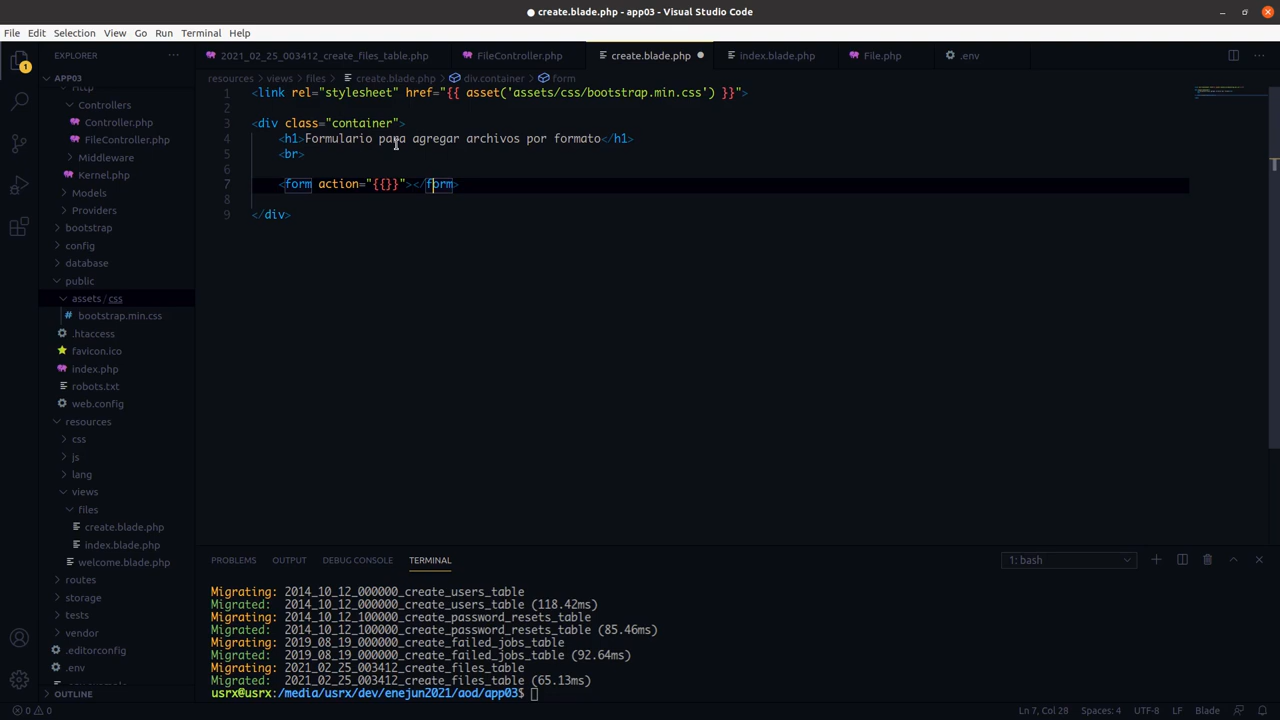 create.blade.php - app03 - Visual Studio Code
File Edit Selection View Go Run Terminal Help
EXPLORER
2021_02_25_003412_create_files_table.php
FileController.php
create.blade.php
index.blade.php
File.php
.env
APP03
resources > views > files > create.blade.php > div.container > form
Http
Controllers
Controller.php
FileController.php
Middleware
Kernel.php
Models
Providers
bootstrap
config
database
public
assets / css
bootstrap.min.css
.htaccess
favicon.ico
index.php
robots.txt
web.config
resources
css
js
lang
views
files
create.blade.php
index.blade.php
welcome.blade.php
routes
storage
tests
vendor
.editorconfig
.env
.env.example
OUTLINE
1 <link rel="stylesheet" href="{{ asset('assets/css/bootstrap.min.css') }}">
2
3 <div class="container">
4 <h1>Formulario para agregar archivos por formato</h1>
5 <br>
6
7 <form action="{{}}"></form>
8
9 </div>
PROBLEMS OUTPUT DEBUG CONSOLE TERMINAL
1: bash
Migrating: 2014_10_12_000000_create_users_table
Migrated: 2014_10_12_000000_create_users_table (118.42ms)
Migrating: 2014_10_12_100000_create_password_resets_table
Migrated: 2014_10_12_100000_create_password_resets_table (85.46ms)
Migrating: 2019_08_19_000000_create_failed_jobs_table
Migrated: 2019_08_19_000000_create_failed_jobs_table (92.64ms)
Migrating: 2021_02_25_003412_create_files_table
Migrated: 2021_02_25_003412_create_files_table (65.13ms)
usrx@usrx:/media/usrx/dev/enejun2021/aod/app03$
1
0 0
Ln 7, Col 28 Spaces: 4 UTF-8 LF Blade